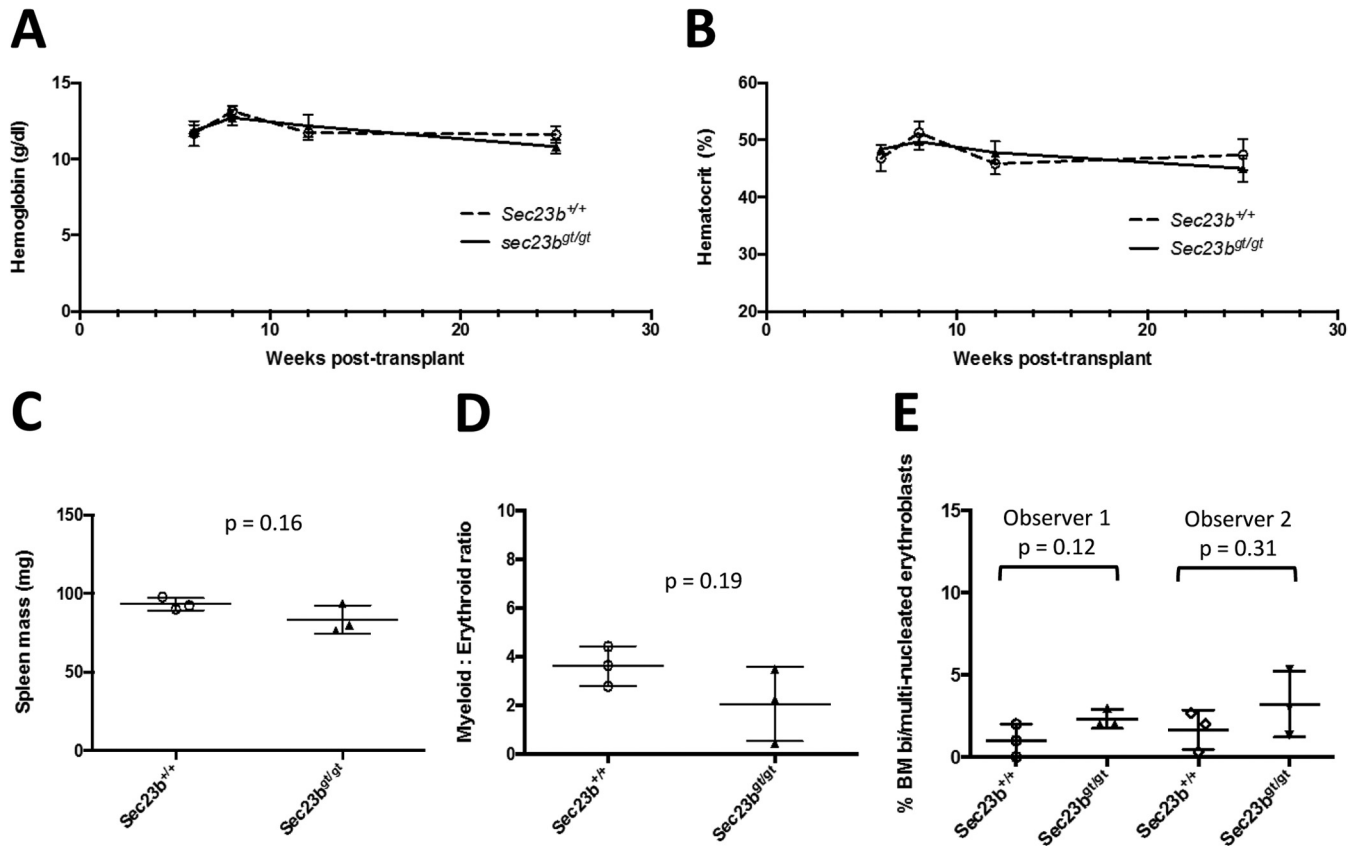 A
Hemoglobin (g/dl)
15
10
5
0
0
10
20
30
Weeks post-transplant
Sec23b+/+
sec23bgt/gt
B
Hematocrit (%)
60
50
40
30
20
0
10
20
30
Weeks post-transplant
Sec23b+/+
Sec23bgt/gt
C
Spleen mass (mg)
150
100
50
0
p = 0.16
Sec23b+/+
Sec23bgt/gt
D
Myeloid : Erythroid ratio
10
8
6
4
2
0
p = 0.19
Sec23b+/+
Sec23bgt/gt
E
% BM bi/multi-nucleated erythroblasts
15
10
5
0
Observer 1
p = 0.12
Observer 2
p = 0.31
Sec23b+/+
Sec23bgt/gt
Sec23b+/+
Sec23bgt/gt